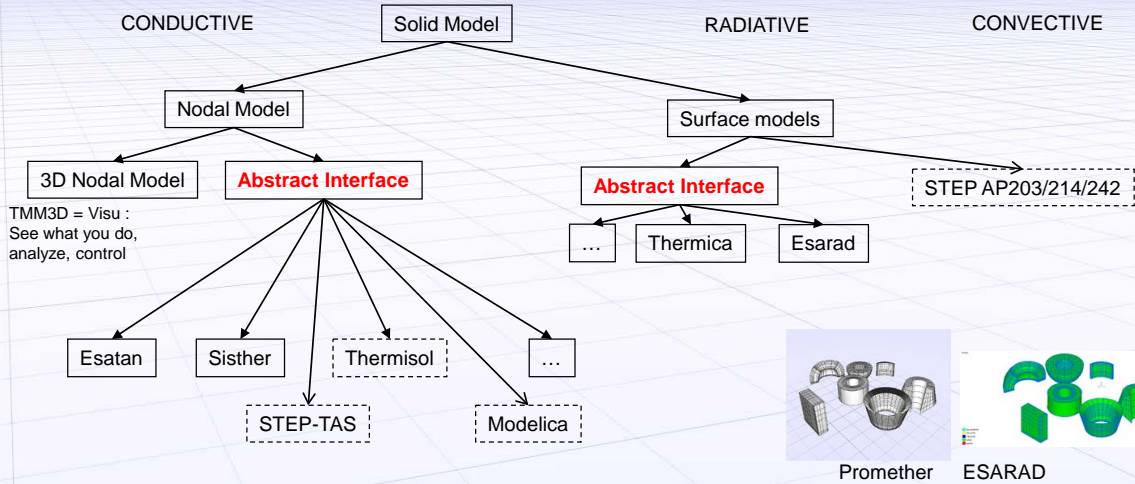 CONDUCTIVE
Solid Model
RADIATIVE
CONVECTIVE
Nodal Model
Surface models
3D Nodal Model
Abstract Interface
Abstract Interface
STEP AP203/214/242
TMM3D = Visu :
See what you do,
analyze, control
...
Thermica
Esarad
Esatan
Sisther
Thermisol
...
STEP-TAS
Modelica
Promether
ESARAD